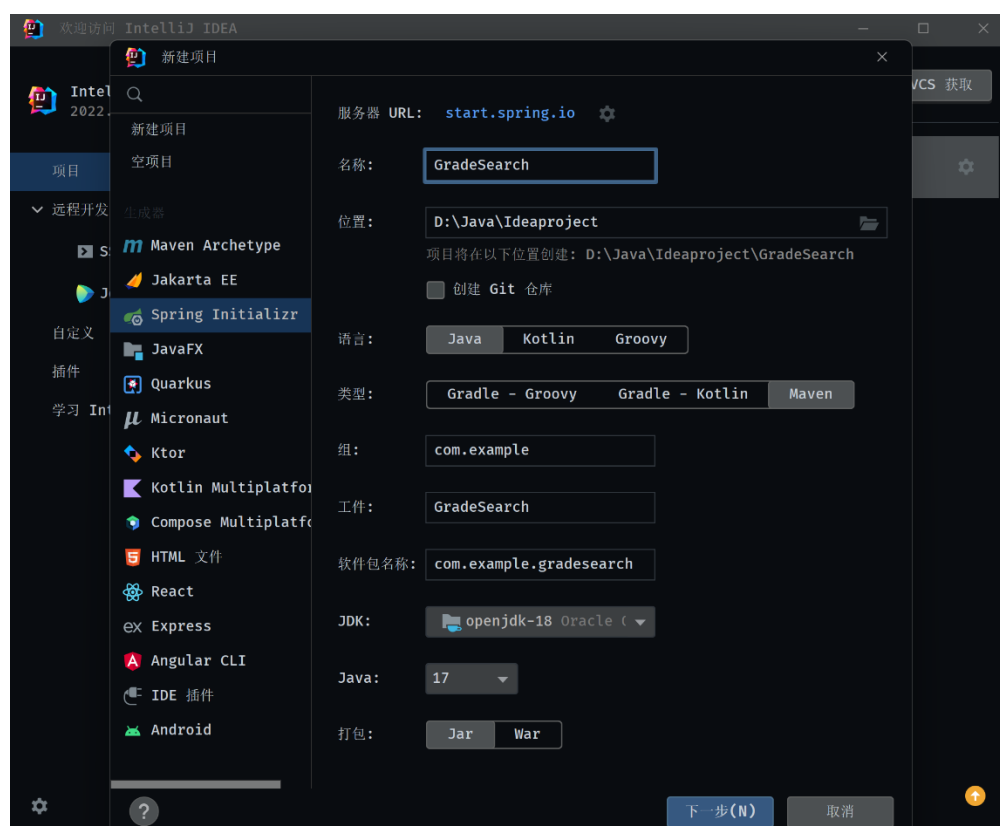 欢迎访问 IntelliJ IDEA
新建项目
Intel
2022.
VCS 获取
项目
远程开发
自定义
插件
学习 Int
新建项目
空项目
生成器
Maven Archetype
Jakarta EE
Spring Initializr
JavaFX
Quarkus
Micronaut
Ktor
Kotlin Multiplatfor
Compose Multiplatfo
HTML 文件
React
Express
Angular CLI
IDE 插件
Android
服务器 URL: start.spring.io
名称: GradeSearch
位置: D:\Java\Ideaproject
项目将在以下位置创建: D:\Java\Ideaproject\GradeSearch
创建 Git 仓库
语言: Java Kotlin Groovy
类型: Gradle - Groovy Gradle - Kotlin Maven
组: com.example
工件: GradeSearch
软件包名称: com.example.gradesearch
JDK: openjdk-18 Oracle
Java: 17
打包: Jar War
?
下一步(N) 取消